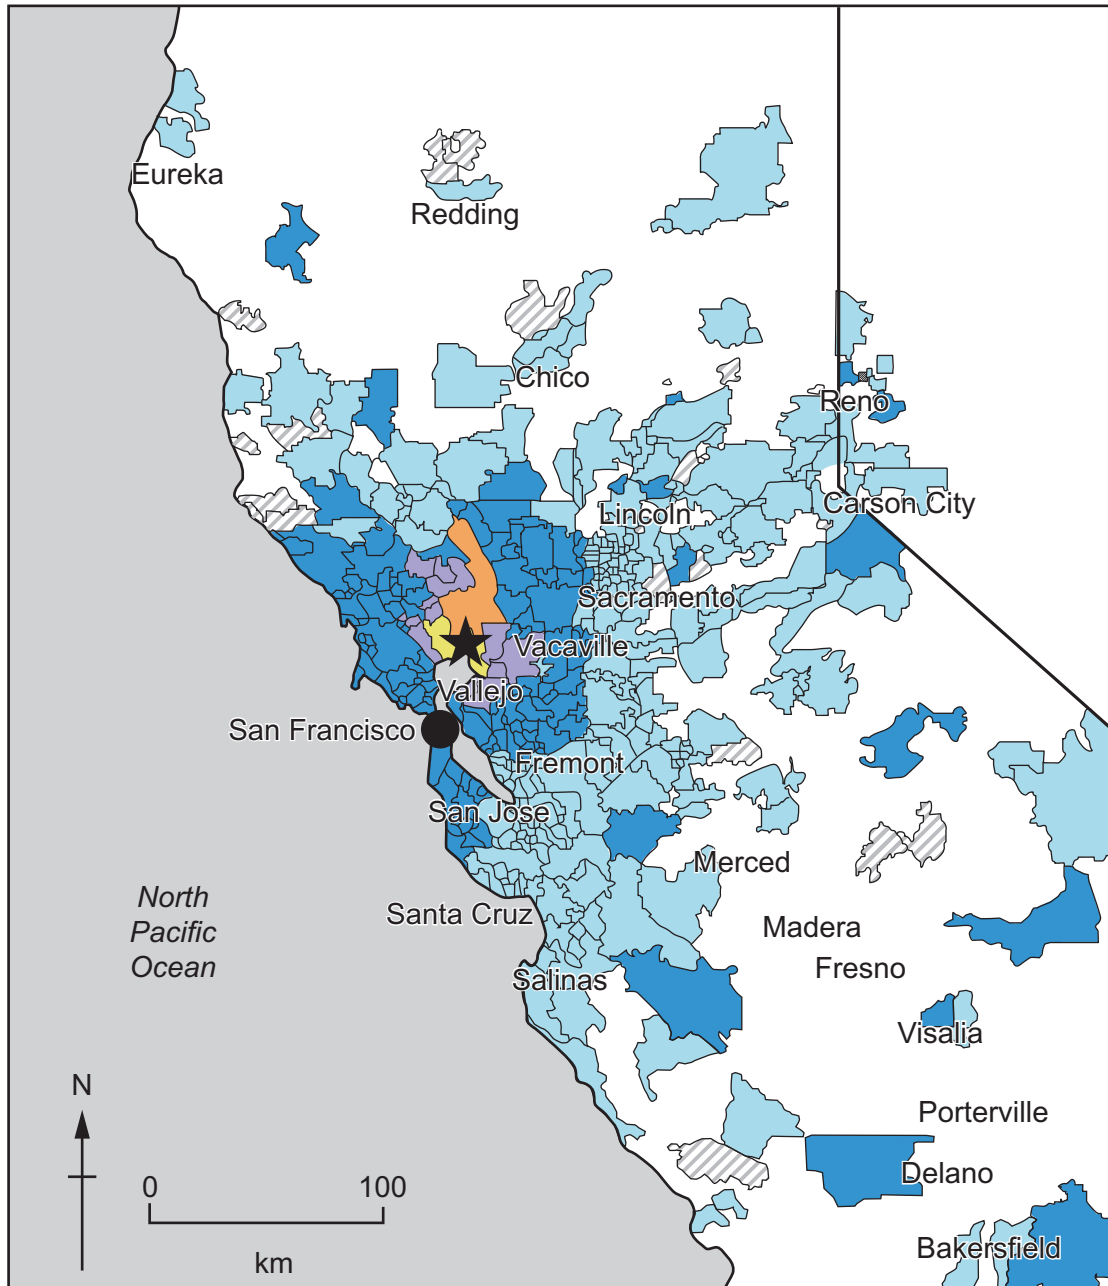 Eureka
Redding
Chico
Reno
Lincoln
Carson City
Sacramento
Vacaville
Vallejo
San Francisco
Fremont
San Jose
Merced
North
Pacific
Ocean
Santa Cruz
Madera
Fresno
Salinas
Visalia
N
Porterville
Delano
0
100
km
Bakersfield